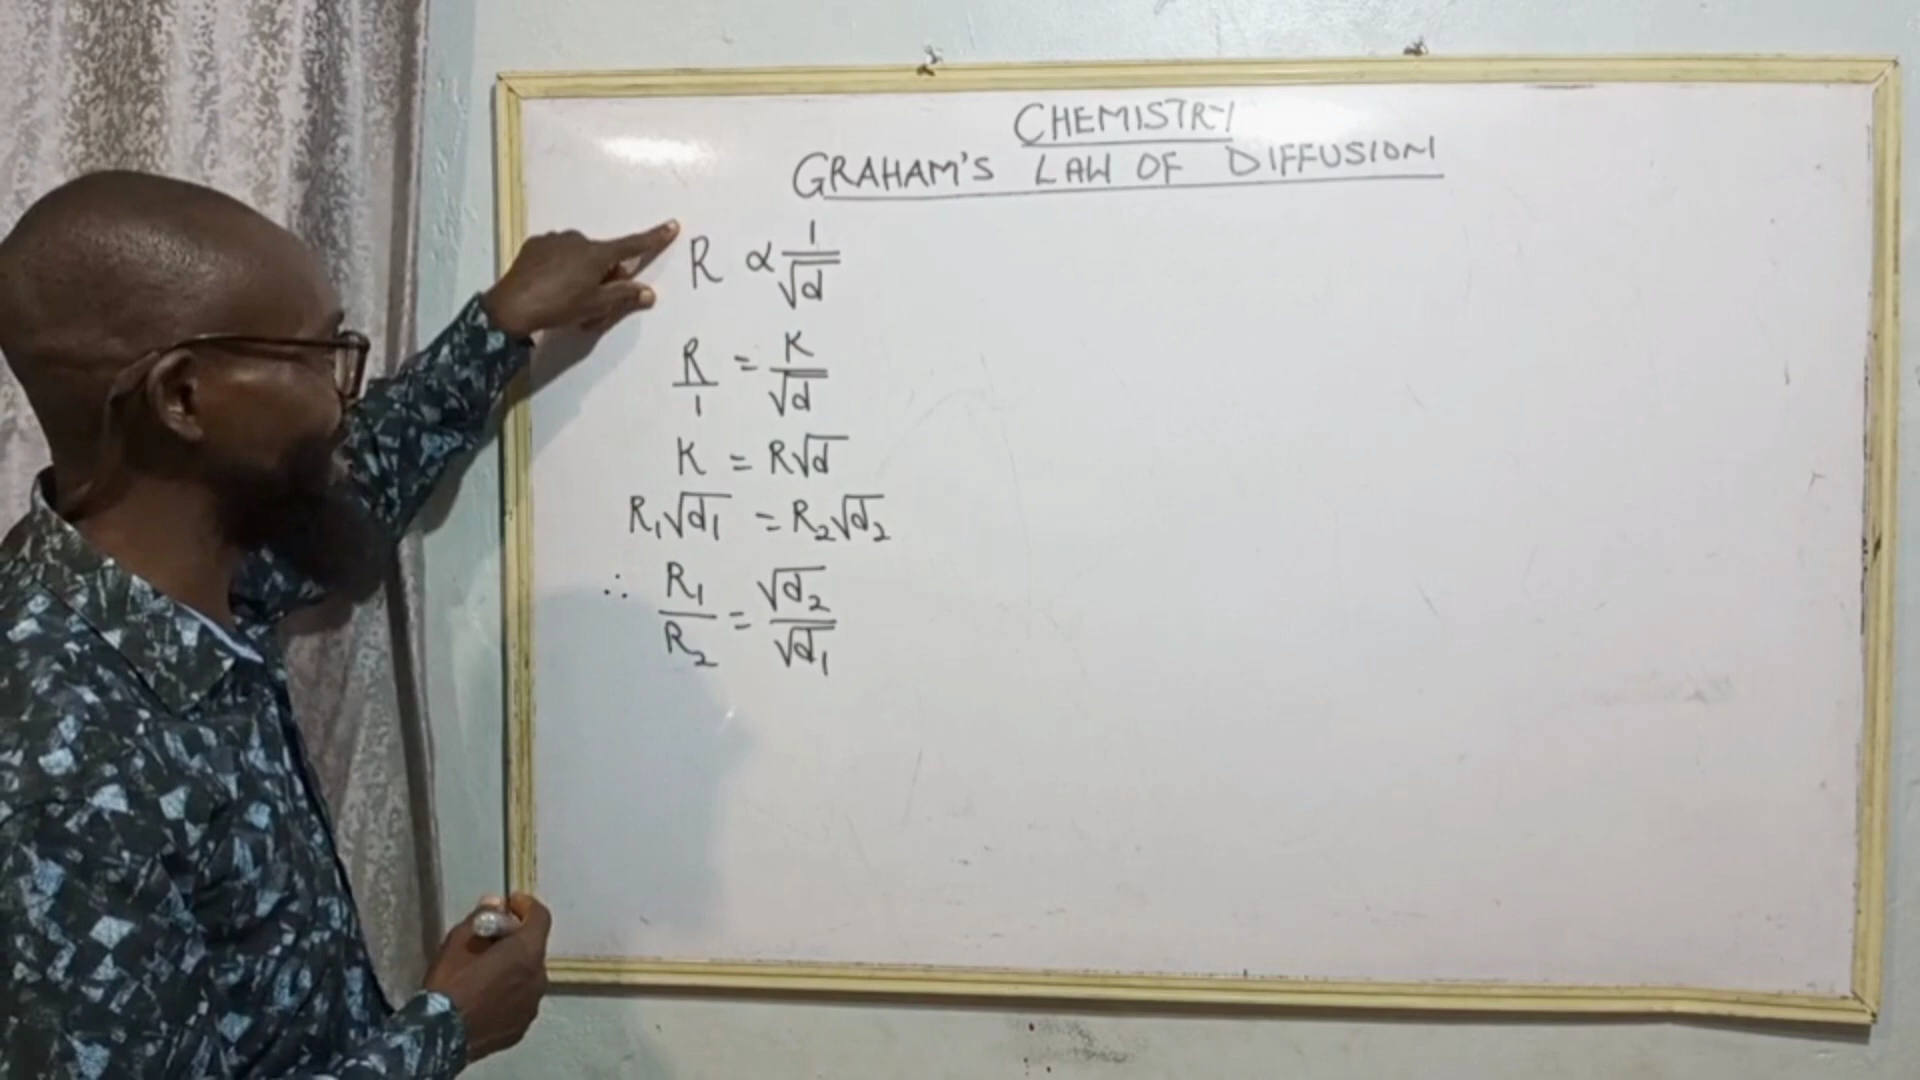 CHEMISTRY
GRAHAM'S LAW OF DIFFUSION
R ∝ 1/√d
R/1 = K/√d
K = R√d
R₁√d₁ = R₂√d₂
∴ R₁/R₂ = √d₂/√d₁